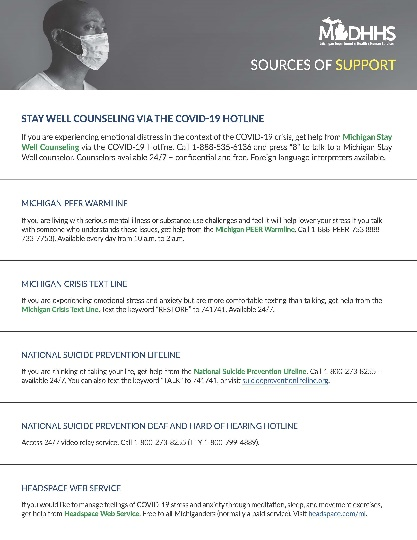 MDHHS
Michigan Department of Health & Human Services
SOURCES OF SUPPORT
STAY WELL COUNSELING VIA THE COVID-19 HOTLINE
If you are experiencing emotional distress in the context of the COVID-19 crisis, get help from Michigan Stay
Well Counseling via the COVID-19 Hotline. Call 1-888-535-6136 and press "8" to talk to a Michigan Stay
Well counselor. Counselors available 24/7 – confidential and free. Foreign language interpreters available.
MICHIGAN PEER WARMLINE
If you are living with serious mental illness or substance use challenges and feel it will help lower your stress if you talk
with someone who understands these issues, get help from the Michigan PEER Warmline. Call 1-888-PEER-753 (888-
733-7753). Available every day from 10 a.m. to 2 a.m.
MICHIGAN CRISIS TEXT LINE
If you are experiencing emotional stress and anxiety but are more comfortable texting than talking, get help from the
Michigan Crisis Text Line. Text the keyword "RESTORE" to 741741. Available 24/7.
NATIONAL SUICIDE PREVENTION LIFELINE
If you are thinking of taking your life, get help from the National Suicide Prevention Lifeline. Call 1-800-273-8255
available 24/7. You can also text the keyword "TALK" to 741741, or visit suicidepreventionlifeline.org.
NATIONAL SUICIDE PREVENTION DEAF AND HARD OF HEARING HOTLINE
Access 24/7 video relay service. Call 1-800-273-8255 (TTY 1-800-799-4889).
HEADSPACE WEB SERVICE
If you would like to manage feelings of COVID-19 stress and anxiety through meditation, sleep, and movement exercises,
get help from Headspace Web Service. Free to all Michiganders (normally a paid service). Visit headspace.com/mi.